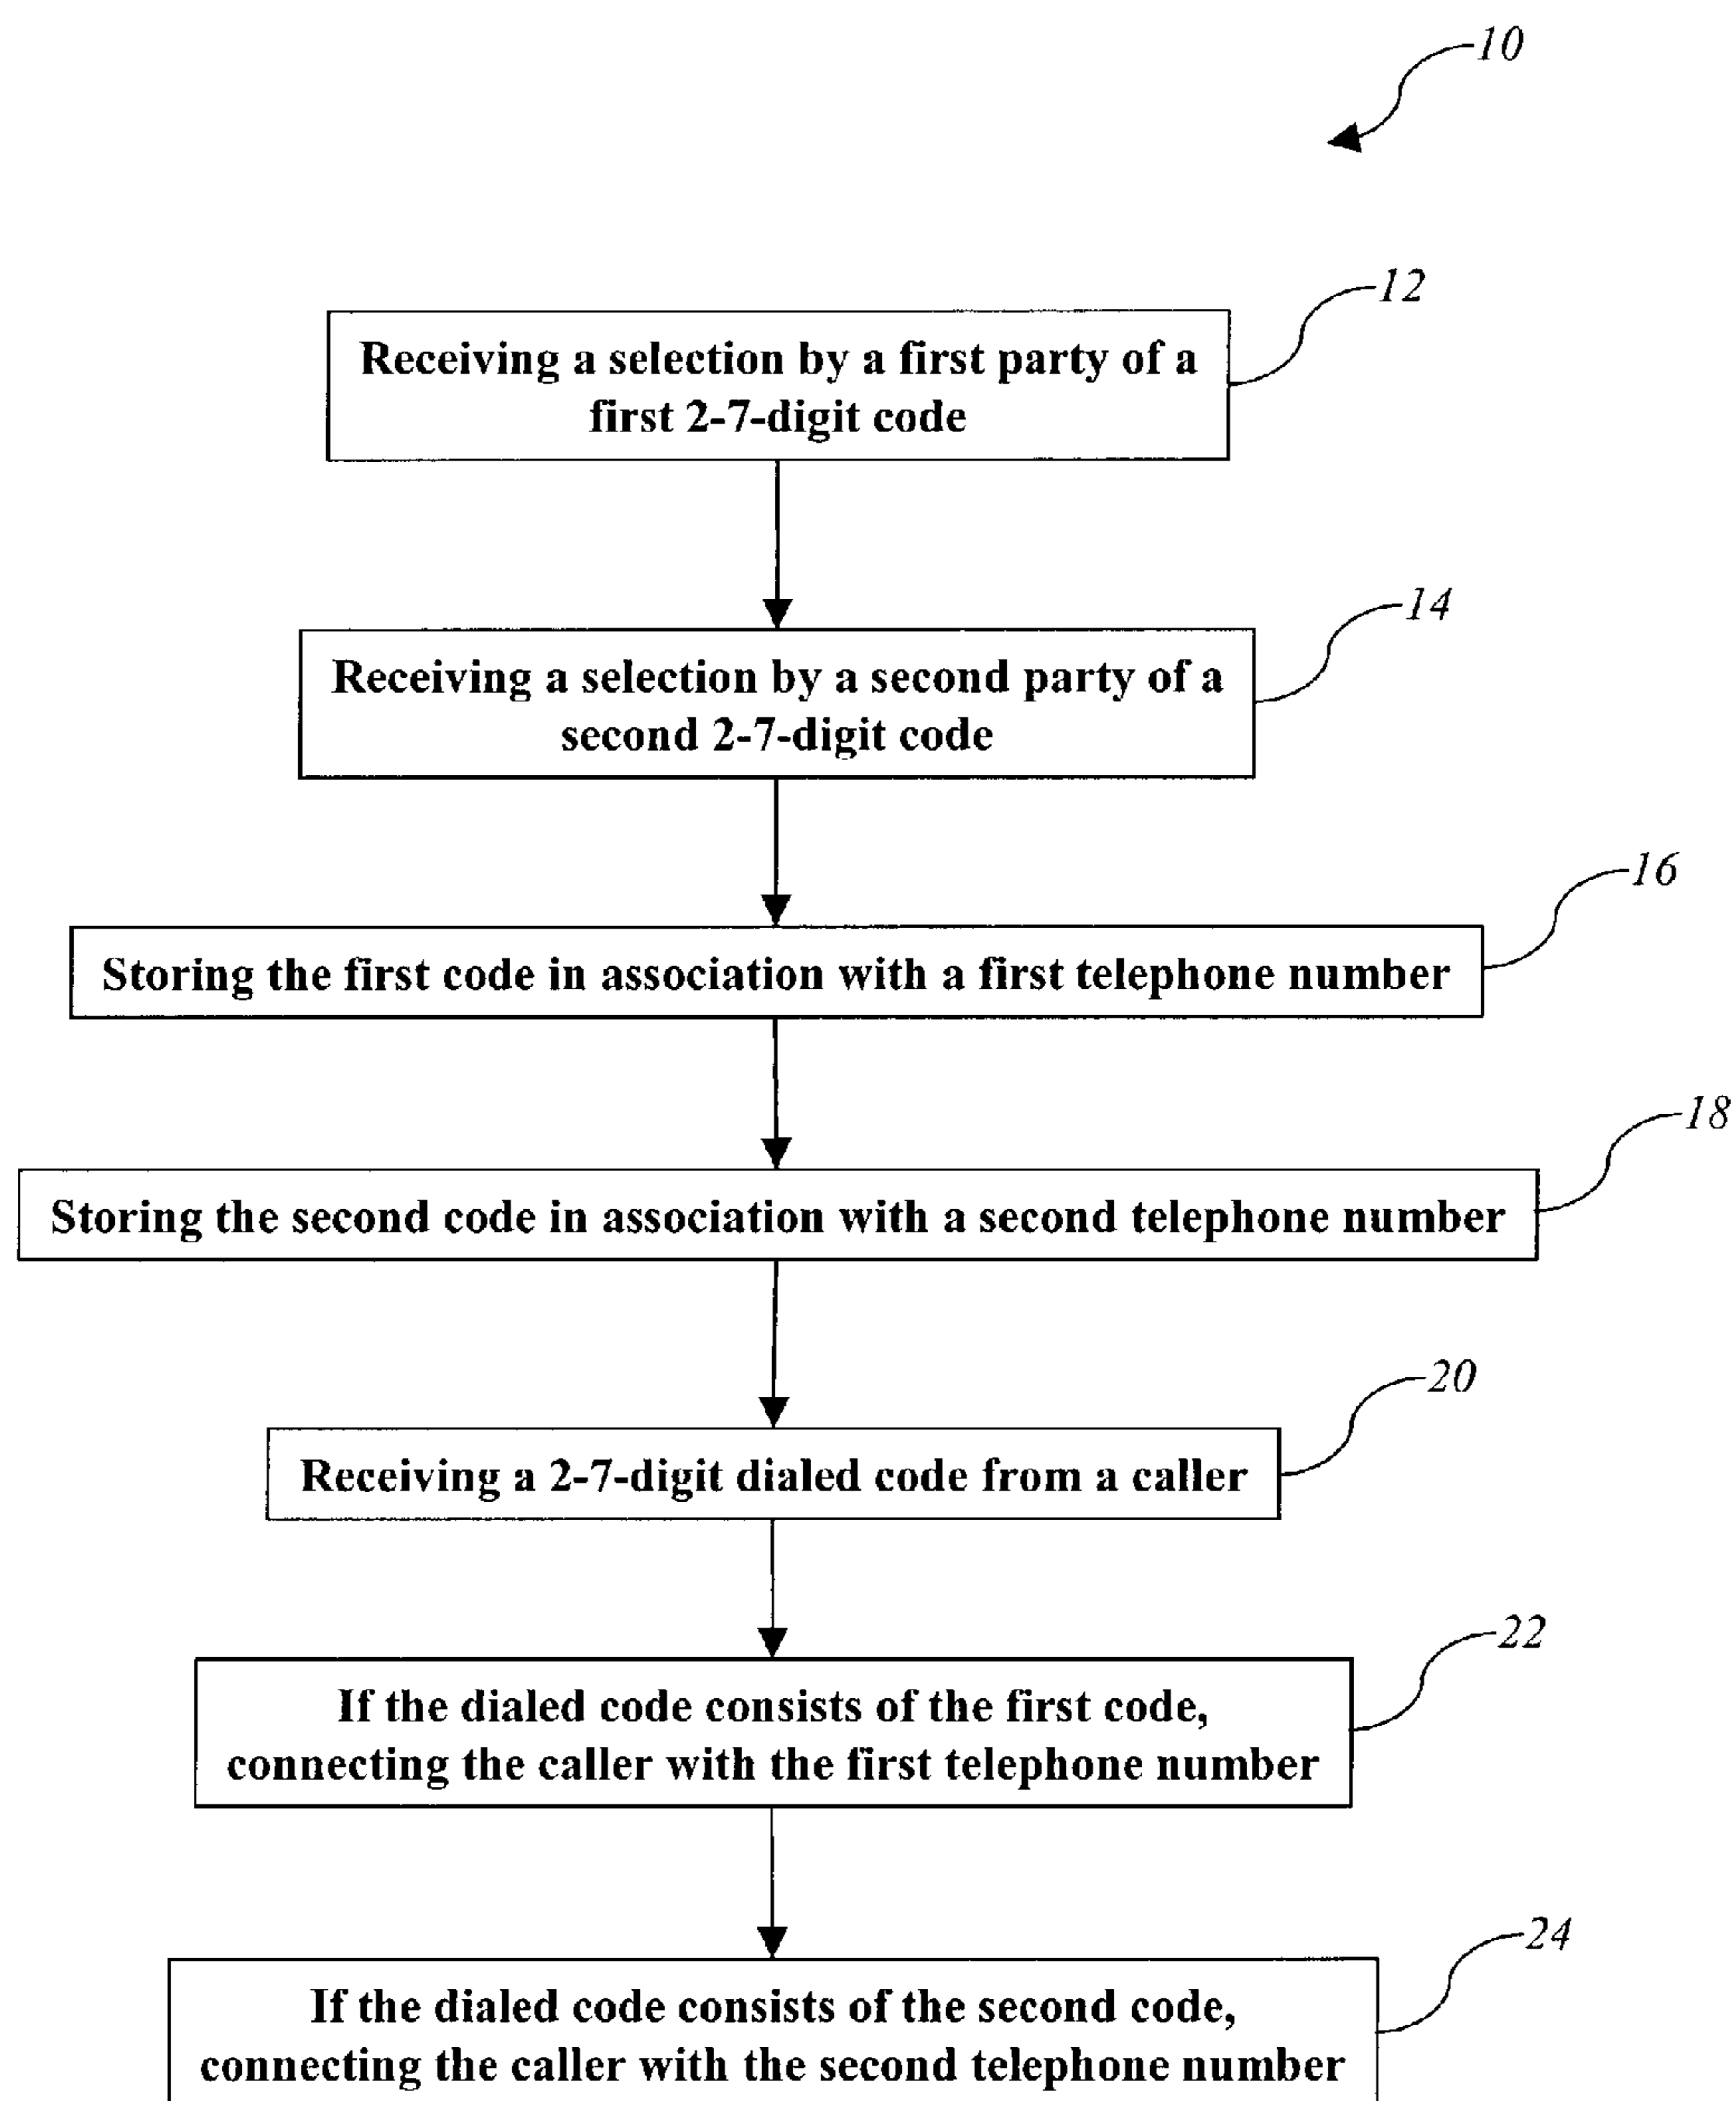 10
12
Receiving a selection by a first party of a
first 2-7-digit code
14
Receiving a selection by a second party of a
second 2-7-digit code
16
Storing the first code in association with a first telephone number
18
Storing the second code in association with a second telephone number
20
Receiving a 2-7-digit dialed code from a caller
22
If the dialed code consists of the first code,
connecting the caller with the first telephone number
24
If the dialed code consists of the second code,
connecting the caller with the second telephone number